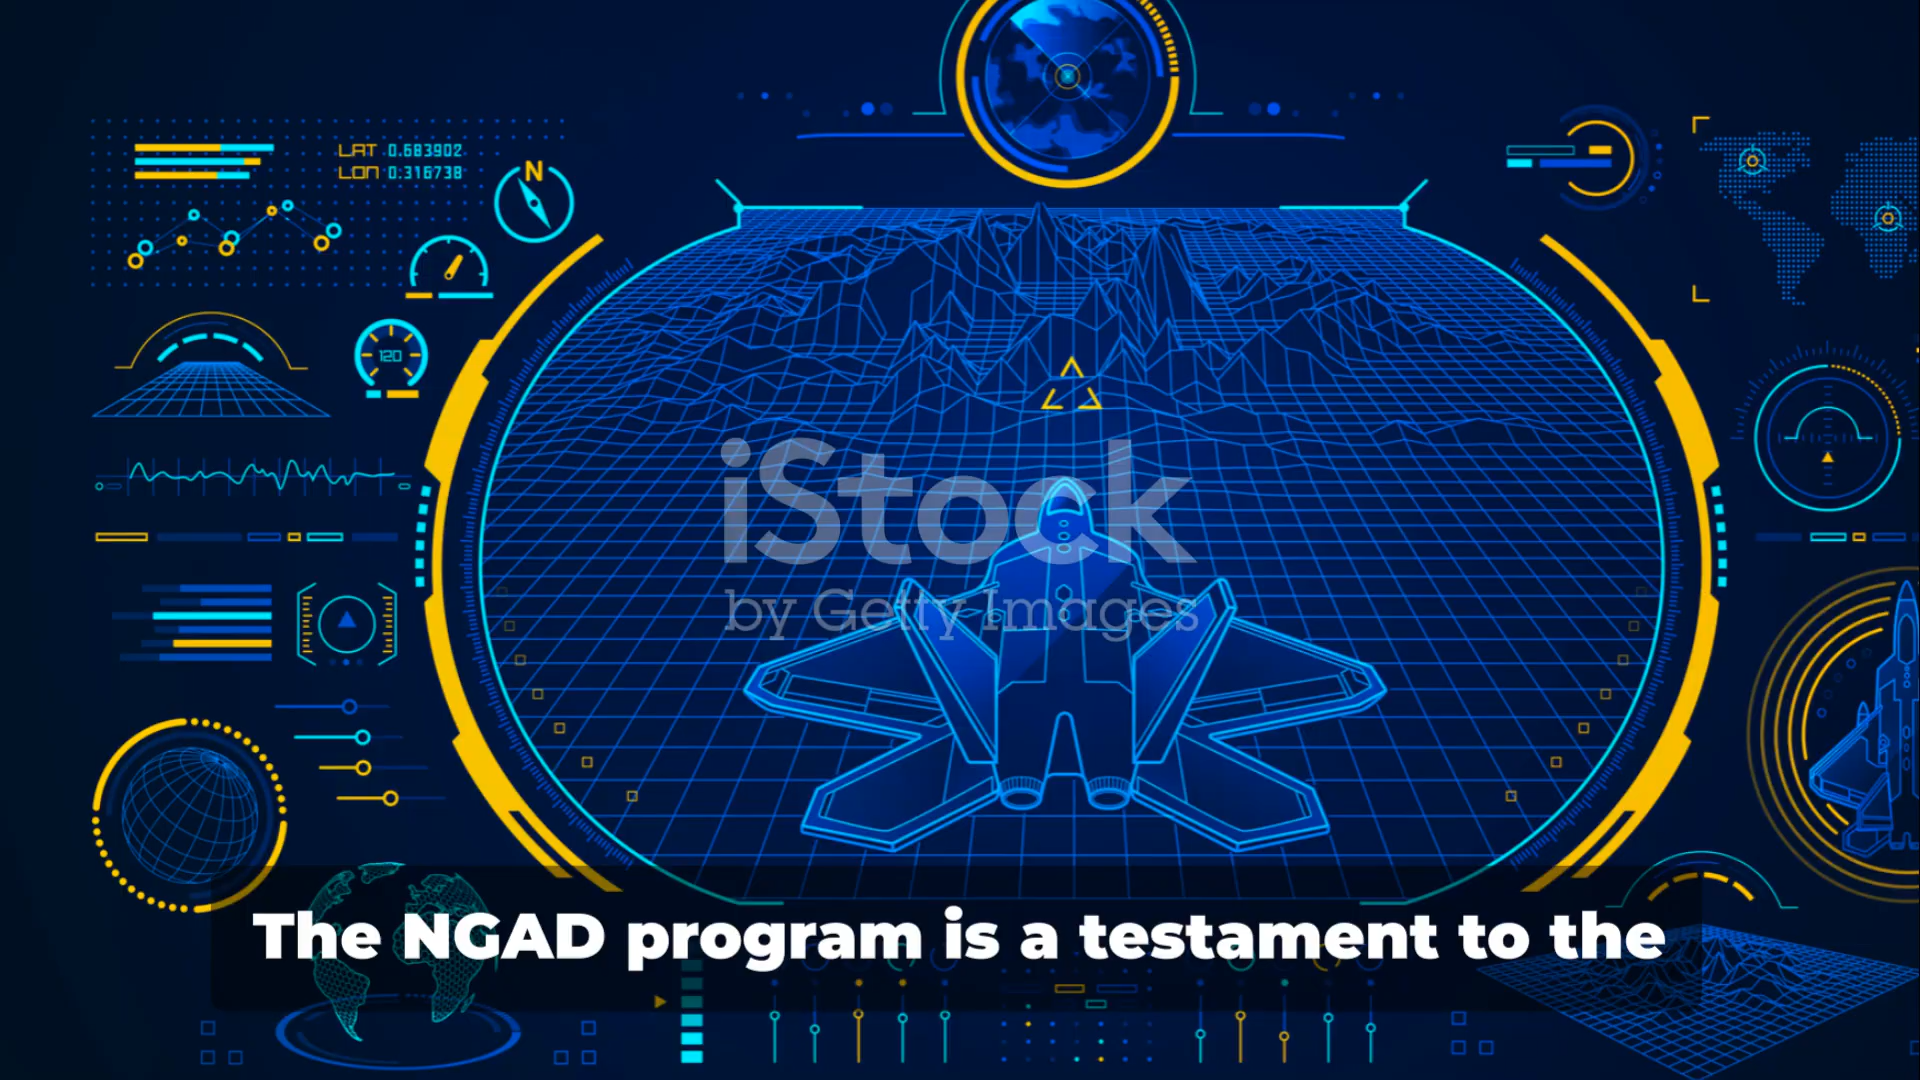 LAT 0.683902
LON 0.316738
N
120
iStock
by Getty Images
The NGAD program is a testament to the